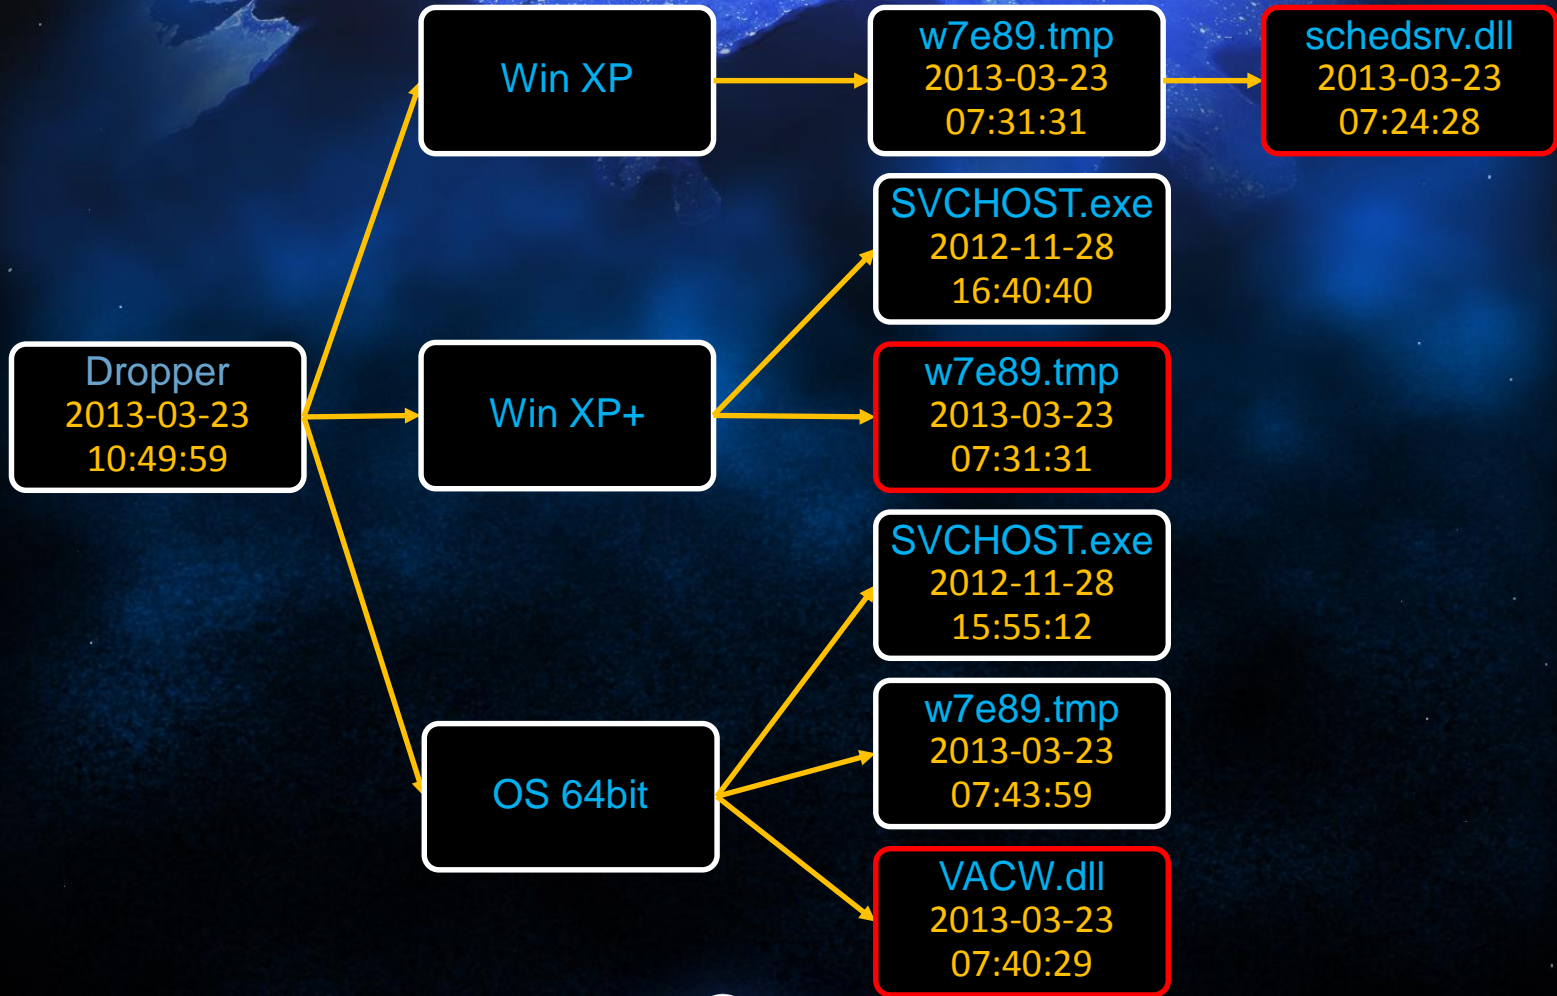 Win XP
w7e89.tmp
2013-03-23
07:31:31
schedsrv.dll
2013-03-23
07:24:28
SVCHOST.exe
2012-11-28
16:40:40
Dropper
2013-03-23
10:49:59
Win XP+
w7e89.tmp
2013-03-23
07:31:31
SVCHOST.exe
2012-11-28
15:55:12
OS 64bit
w7e89.tmp
2013-03-23
07:43:59
VACW.dll
2013-03-23
07:40:29